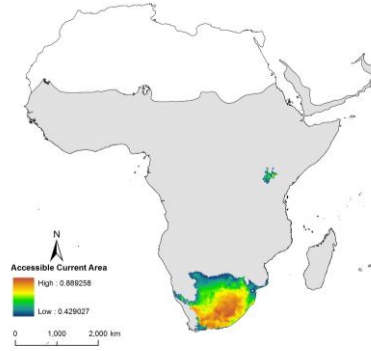 N
Accessible Current Area
High : 0.889258
Low : 0.429027
0 1,000 2,000 km